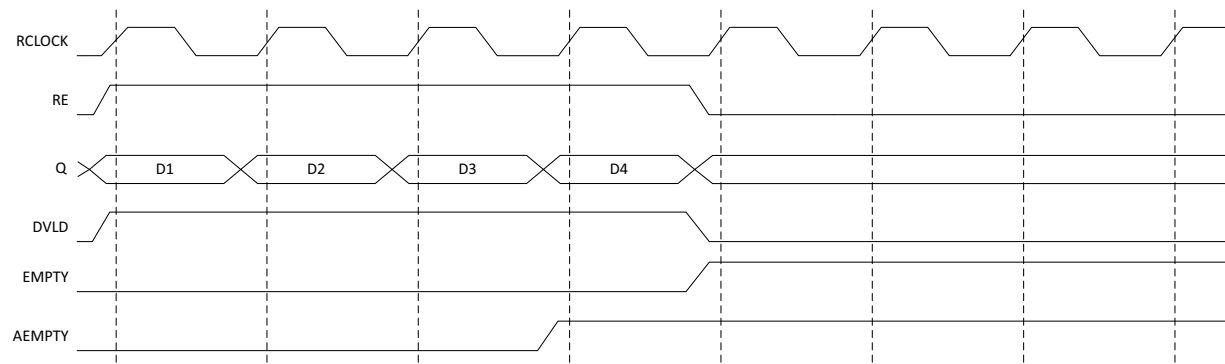 RCLOCK
RE
Q D1 D2 D3 D4
DVLD
EMPTY
AEMPTY